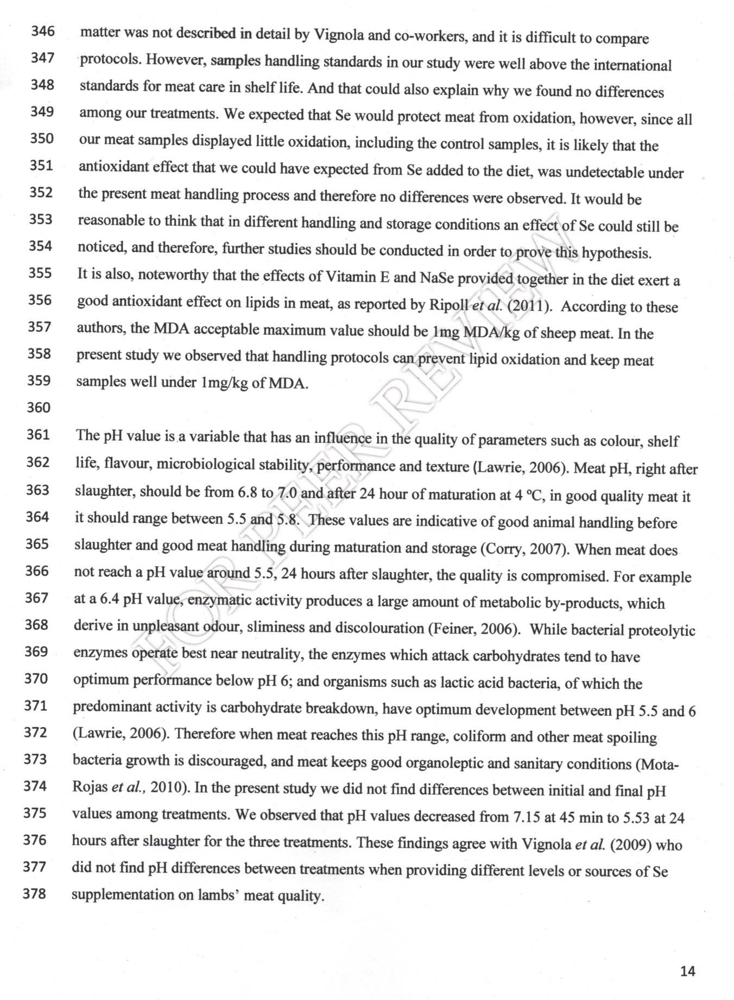 346 matter was not described in detail by Vignola and co-workers, and it is difficult to compare
347 protocols. However, samples handling standards in our study were well above the international
348 standards for meat care in shelf life. And that could also explain why we found no differences
349 among our treatments. We expected that Se would protect meat from oxidation, however, since all
350 our meat samples displayed little oxidation, including the control samples, it is likely that the
351 antioxidant effect that we could have expected from Se added to the diet, was undetectable under
352 the present meat handling process and therefore no differences were observed. It would be
353 reasonable to think that in different handling and storage conditions an effect of Se could still be
354 noticed, and therefore, further studies should be conducted in order to prove this hypothesis.
355 It is also, noteworthy that the effects of Vitamin E and NaSe provided together in the diet exert a
356 good antioxidant effect on lipids in meat, as reported by Ripoll et al. (2011). According to these
357 authors, the MDA acceptable maximum value should be 1mg MDA/kg of sheep meat. In the
358 present study we observed that handling protocols can prevent lipid oxidation and keep meat
359 samples well under 1mg/kg of MDA.
360
361 The pH value is a variable that has an influence in the quality of parameters such as colour, shelf
362 life, flavour, microbiological stability, performance and texture (Lawrie, 2006). Meat pH, right after
363 slaughter, should be from 6.8 to 7.0 and after 24 hour of maturation at 4 ºC, in good quality meat it
364 it should range between 5.5 and 5.8. These values are indicative of good animal handling before
365 slaughter and good meat handling during maturation and storage (Corry, 2007). When meat does
366 not reach a pH value around 5.5, 24 hours after slaughter, the quality is compromised. For example
367 at a 6.4 pH value, enzymatic activity produces a large amount of metabolic by-products, which
368 derive in unpleasant odour, sliminess and discolouration (Feiner, 2006). While bacterial proteolytic
369 enzymes operate best near neutrality, the enzymes which attack carbohydrates tend to have
370 optimum performance below pH 6; and organisms such as lactic acid bacteria, of which the
371 predominant activity is carbohydrate breakdown, have optimum development between pH 5.5 and 6
372 (Lawrie, 2006). Therefore when meat reaches this pH range, coliform and other meat spoiling
373 bacteria growth is discouraged, and meat keeps good organoleptic and sanitary conditions (Mota-
374 Rojas et al., 2010). In the present study we did not find differences between initial and final pH
375 values among treatments. We observed that pH values decreased from 7.15 at 45 min to 5.53 at 24
376 hours after slaughter for the three treatments. These findings agree with Vignola et al. (2009) who
377 did not find pH differences between treatments when providing different levels or sources of Se
378 supplementation on lambs' meat quality.
14
FOR PEER REVIEW